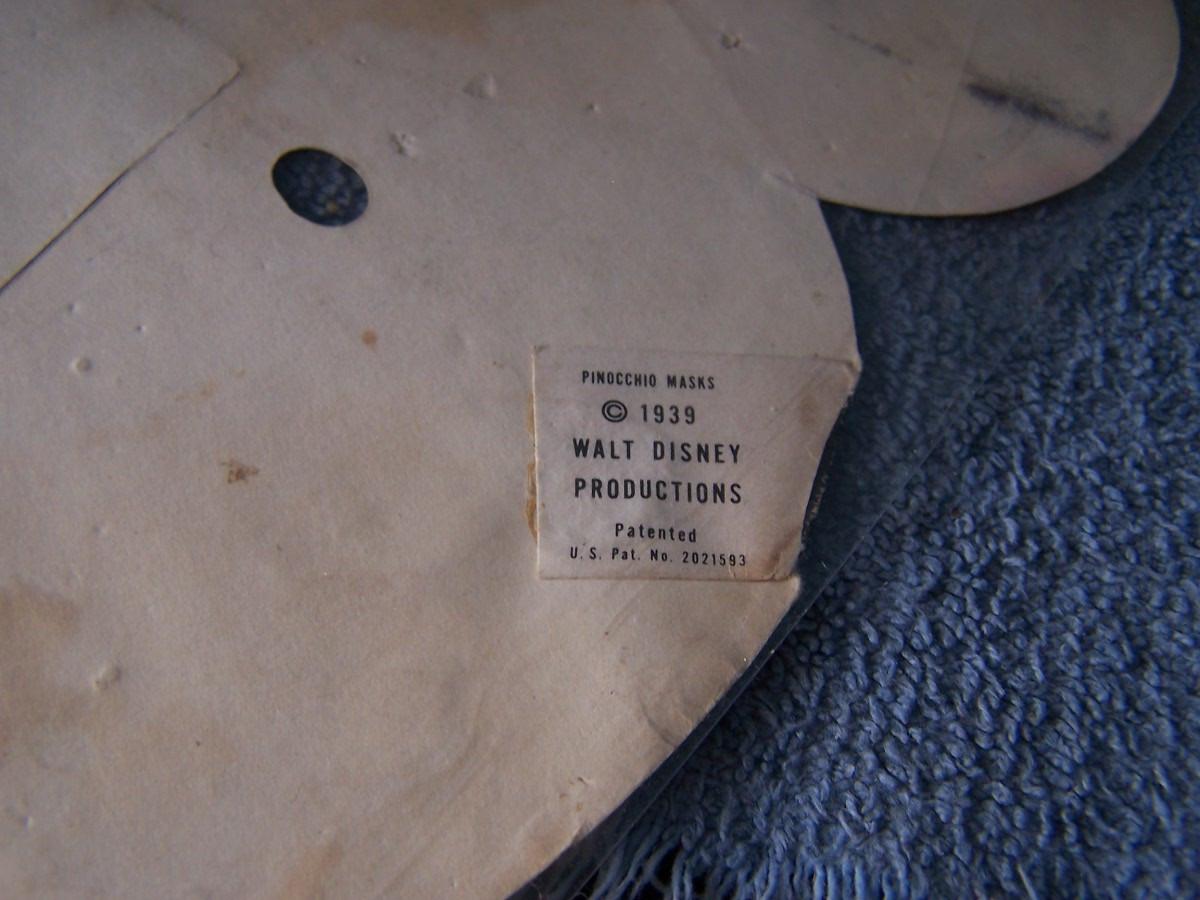 PINOCCHIO MASKS
© 1939
WALT DISNEY
PRODUCTIONS
Patented
U.S. Pat. No. 2021593